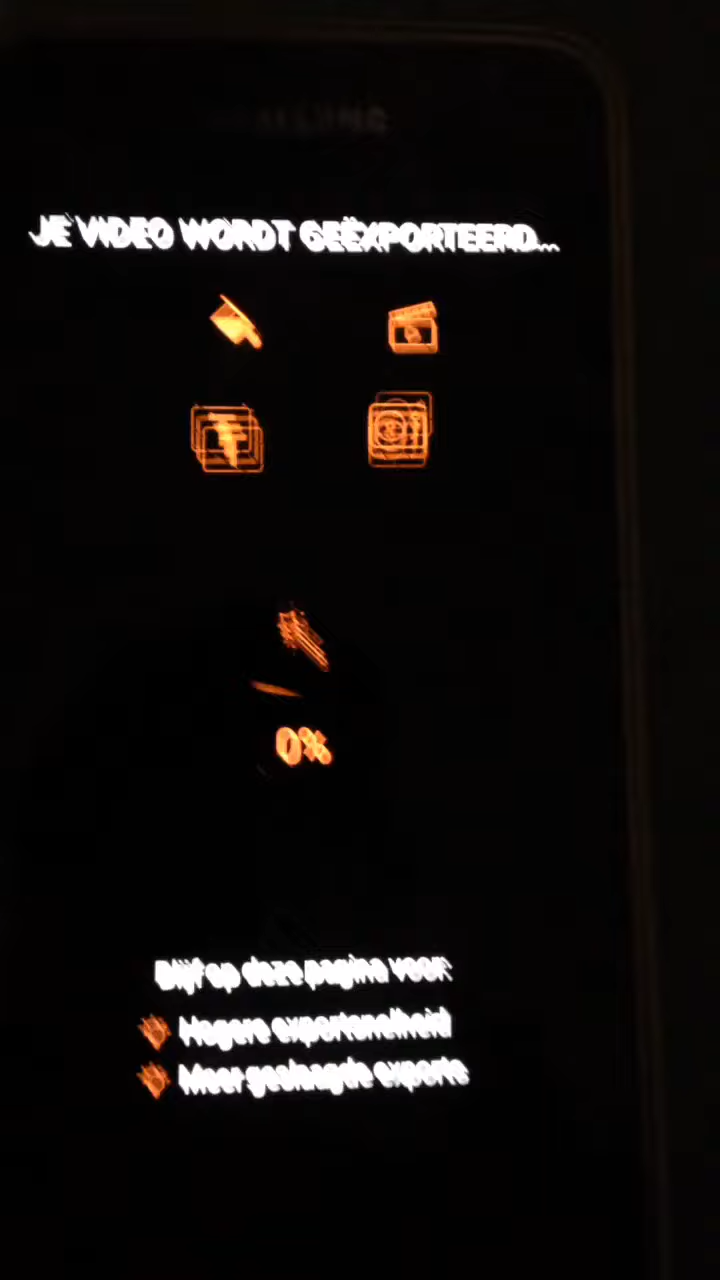 JE VIDEO WORDT GEËXPORTEERD...
0%
Blijf op deze pagina voor:
Hogere exportsnelheid
Meer geslaagde exports